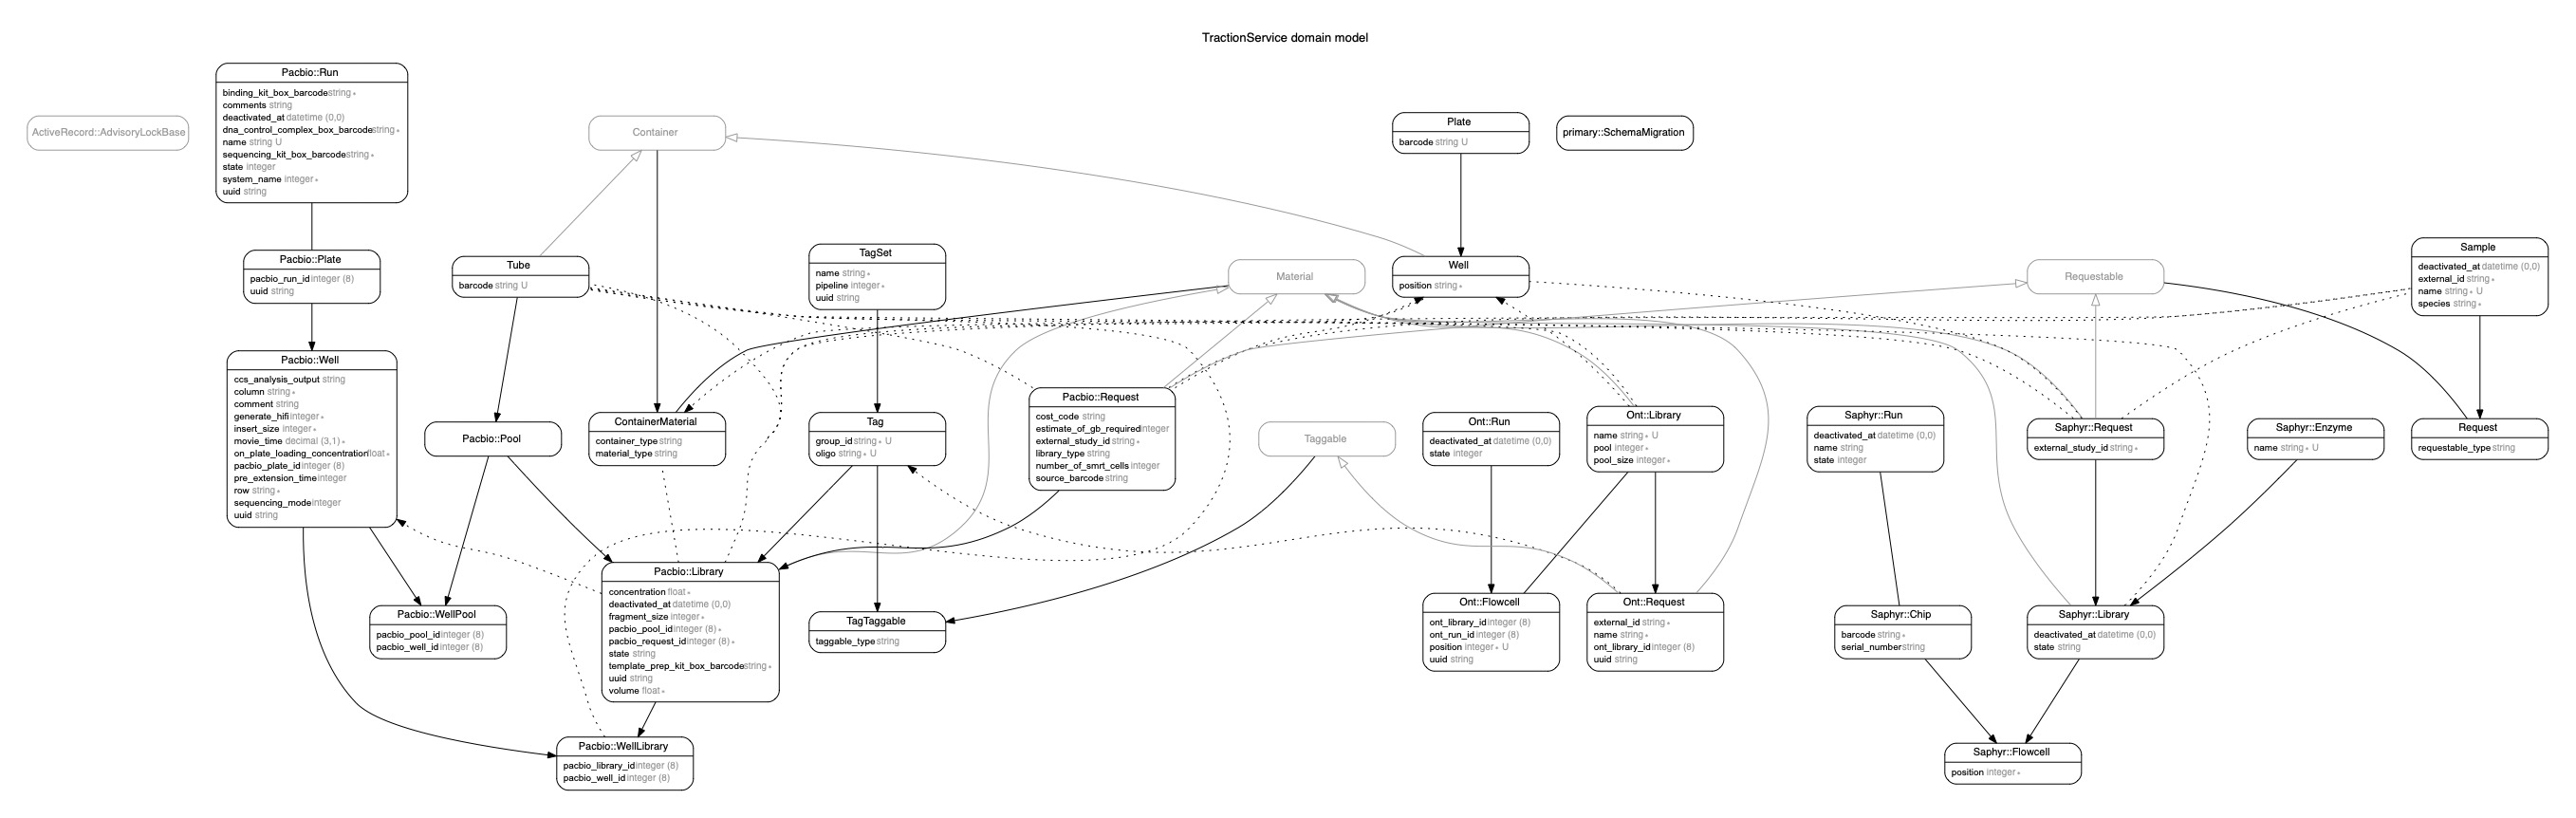 TractionService domain model
Pacbio::Run
binding_kit_box_barcode string ∗
comments string
deactivated_at datetime (0,0)
dna_control_complex_box_barcode string ∗
name string U
sequencing_kit_box_barcode string ∗
state integer
system_name integer ∗
uuid string
ActiveRecord::AdvisoryLockBase
Container
Plate
barcode string U
primary::SchemaMigration
Pacbio::Plate
pacbio_run_id integer (8)
uuid string
Tube
barcode string U
TagSet
name string ∗
pipeline integer ∗
uuid string
Material
Well
position string ∗
Requestable
Sample
deactivated_at datetime (0,0)
external_id string ∗
name string ∗ U
species string ∗
Pacbio::Well
ccs_analysis_output string
column string ∗
comment string
generate_hifi integer ∗
insert_size integer ∗
movie_time decimal (3,1) ∗
on_plate_loading_concentration float ∗
pacbio_plate_id integer (8)
pre_extension_time integer
row string ∗
sequencing_mode integer
uuid string
Pacbio::Pool
ContainerMaterial
container_type string
material_type string
Tag
group_id string ∗ U
oligo string ∗ U
Pacbio::Request
cost_code string
estimate_of_gb_required integer
external_study_id string ∗
library_type string
number_of_smrt_cells integer
source_barcode string
Taggable
Ont::Run
deactivated_at datetime (0,0)
state integer
Ont::Library
name string ∗ U
pool integer ∗
pool_size integer ∗
Saphyr::Run
deactivated_at datetime (0,0)
name string
state integer
Saphyr::Request
external_study_id string ∗
Saphyr::Enzyme
name string ∗ U
Request
requestable_type string
Pacbio::WellPool
pacbio_pool_id integer (8)
pacbio_well_id integer (8)
Pacbio::Library
concentration float ∗
deactivated_at datetime (0,0)
fragment_size integer ∗
pacbio_pool_id integer (8) ∗
pacbio_request_id integer (8) ∗
state string
template_prep_kit_box_barcode string ∗
uuid string
volume float ∗
TagTaggable
taggable_type string
Ont::Flowcell
ont_library_id integer (8)
ont_run_id integer (8)
position integer ∗ U
uuid string
Ont::Request
external_id string ∗
name string ∗
ont_library_id integer (8)
uuid string
Saphyr::Chip
barcode string ∗
serial_number string
Saphyr::Library
deactivated_at datetime (0,0)
state string
Pacbio::WellLibrary
pacbio_library_id integer (8)
pacbio_well_id integer (8)
Saphyr::Flowcell
position integer ∗